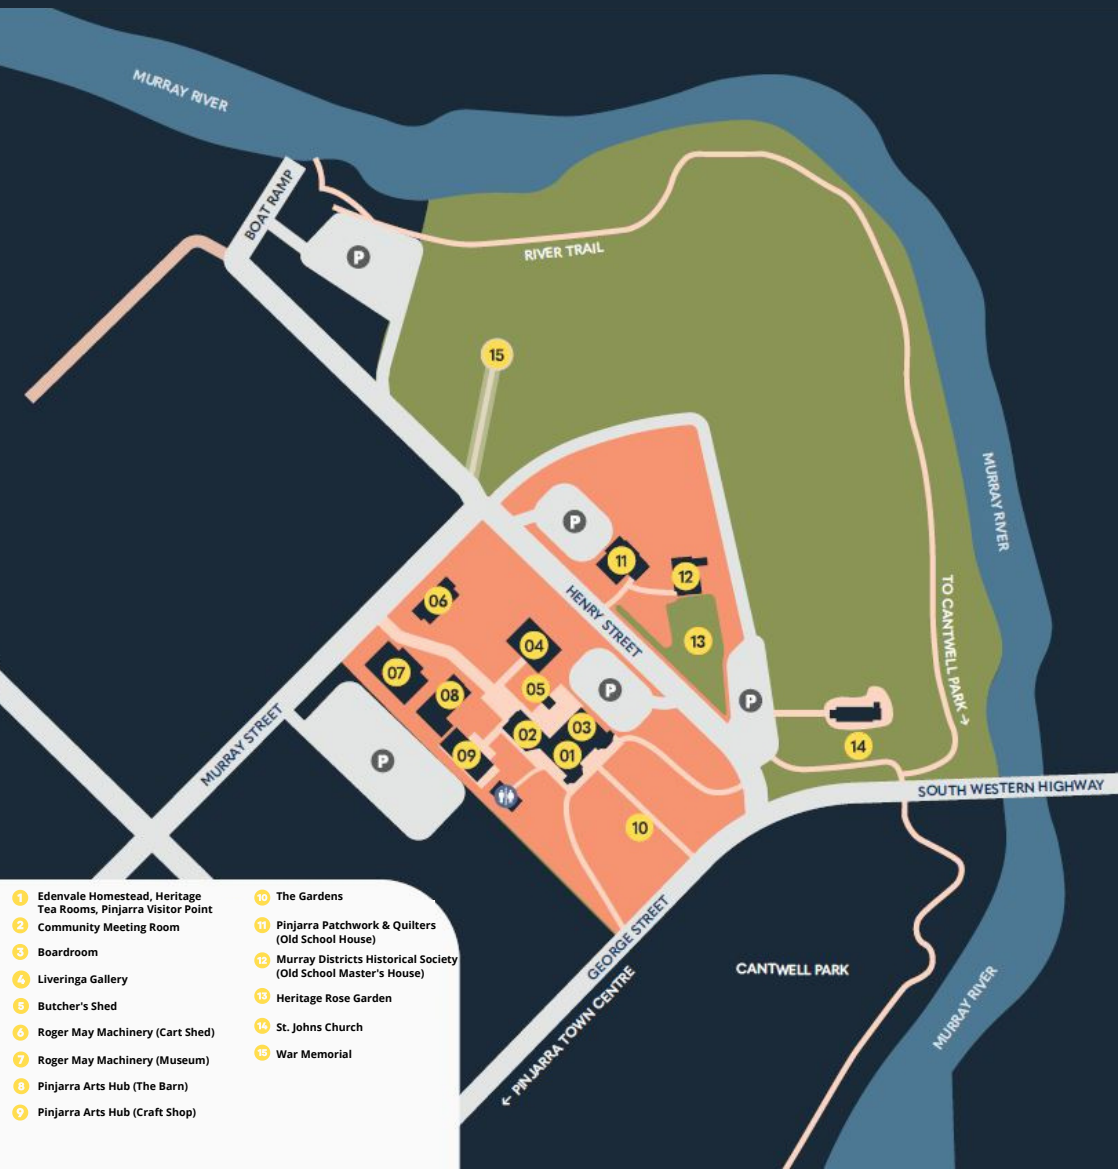 MURRAY RIVER
BOAT RAMP
P
RIVER TRAIL
15
MURRAY RIVER
P
11
12
06
HENRY STREET
TO CANTWELL PARK →
13
04
07
05
08
P
P
02
03
14
09
01
MURRAY STREET
P
SOUTH WESTERN HIGHWAY
10
GEORGE STREET
← PINJARRA TOWN CENTRE
CANTWELL PARK
MURRAY RIVER
1 Edenvale Homestead, Heritage
Tea Rooms, Pinjarra Visitor Point
2 Community Meeting Room
3 Boardroom
4 Liveringa Gallery
5 Butcher's Shed
6 Roger May Machinery (Cart Shed)
7 Roger May Machinery (Museum)
8 Pinjarra Arts Hub (The Barn)
9 Pinjarra Arts Hub (Craft Shop)
10 The Gardens
11 Pinjarra Patchwork & Quilters
(Old School House)
12 Murray Districts Historical Society
(Old School Master's House)
13 Heritage Rose Garden
14 St. Johns Church
15 War Memorial